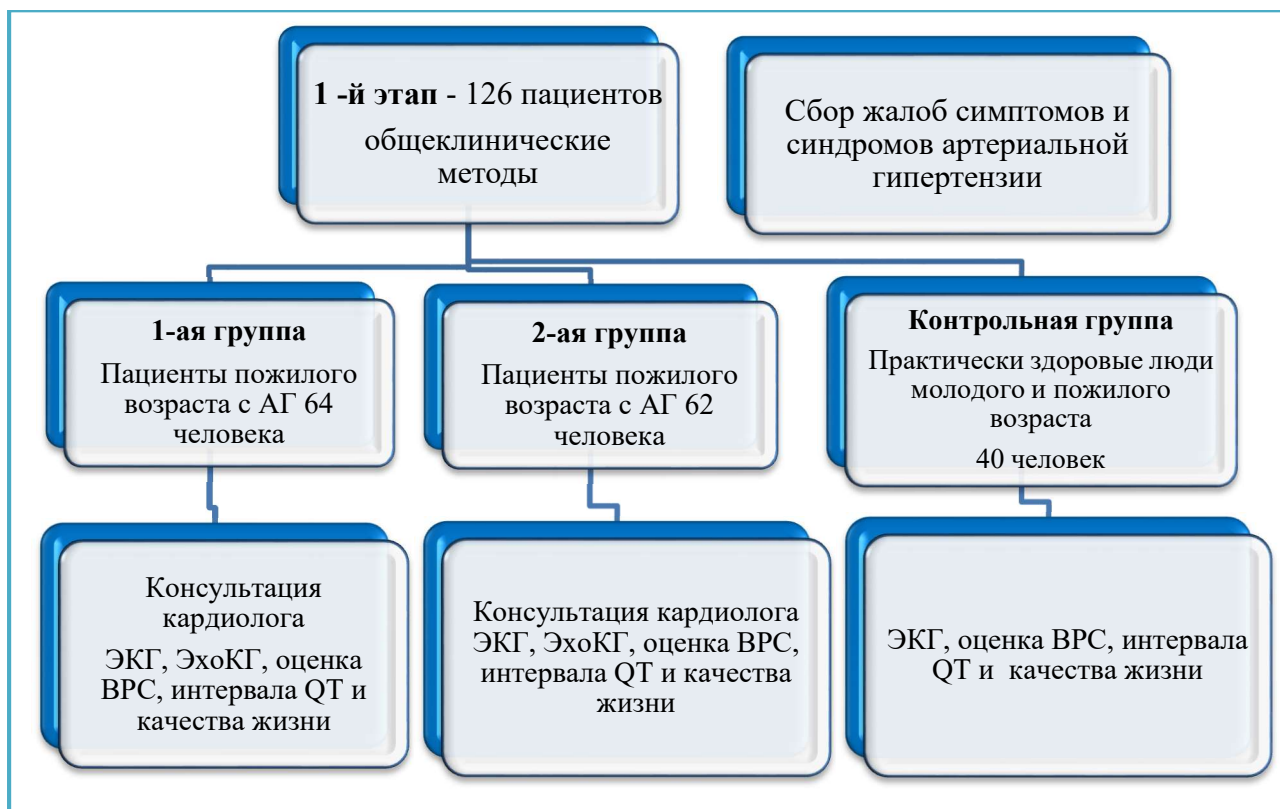 1 -й этап - 126 пациентов
общеклинические
методы
Сбор жалоб симптомов и
синдромов артериальной
гипертензии
1-ая группа
Пациенты пожилого
возраста с АГ 64
человека
2-ая группа
Пациенты пожилого
возраста с АГ 62
человека
Контрольная группа
Практически здоровые люди
молодого и пожилого
возраста
40 человек
Консультация
кардиолога
ЭКГ, ЭхоКГ, оценка
ВРС, интервала QT и
качества жизни
Консультация кардиолога
ЭКГ, ЭхоКГ, оценка ВРС,
интервала QT и качества
жизни
ЭКГ, оценка ВРС, интервала
QT и качества жизни